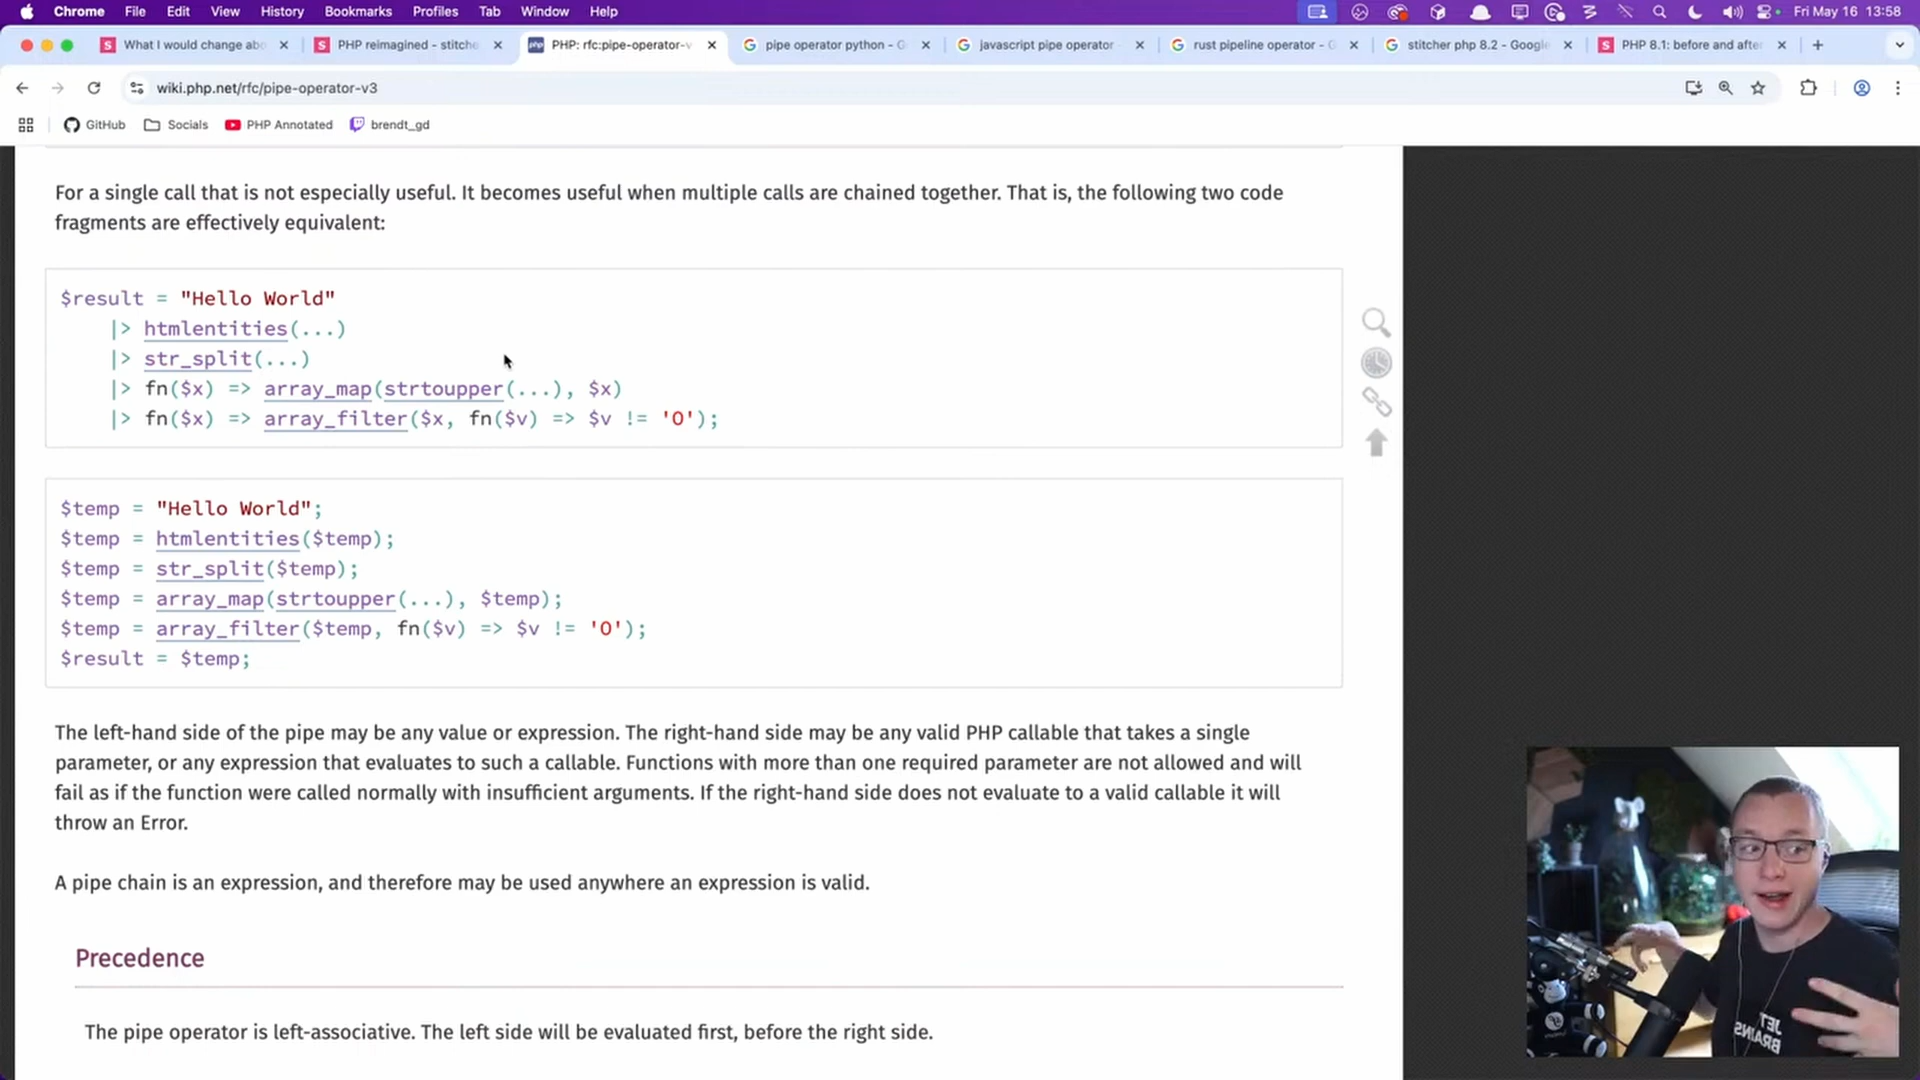 Chrome File Edit View History Bookmarks Profiles Tab Window Help Fri May 16 13:58
What I would change abo PHP reimagined - stitche PHP: rfc:pipe-operator-v pipe operator python - G javascript pipe operator - rust pipeline operator - G stitcher php 8.2 - Google PHP 8.1: before and after
wiki.php.net/rfc/pipe-operator-v3
GitHub Socials PHP Annotated brendt_gd
For a single call that is not especially useful. It becomes useful when multiple calls are chained together. That is, the following two code
fragments are effectively equivalent:
$result = "Hello World"
|> htmlentities(...)
|> str_split(...)
|> fn($x) => array_map(strtoupper(...), $x)
|> fn($x) => array_filter($x, fn($v) => $v != 'O');
$temp = "Hello World";
$temp = htmlentities($temp);
$temp = str_split($temp);
$temp = array_map(strtoupper(...), $temp);
$temp = array_filter($temp, fn($v) => $v != 'O');
$result = $temp;
The left-hand side of the pipe may be any value or expression. The right-hand side may be any valid PHP callable that takes a single
parameter, or any expression that evaluates to such a callable. Functions with more than one required parameter are not allowed and will
fail as if the function were called normally with insufficient arguments. If the right-hand side does not evaluate to a valid callable it will
throw an Error.
A pipe chain is an expression, and therefore may be used anywhere an expression is valid.
Precedence
The pipe operator is left-associative. The left side will be evaluated first, before the right side.
JET
BRAINS